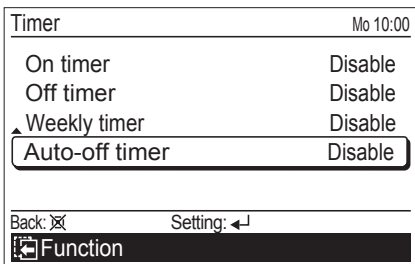 Timer Mo 10:00
On timer Disable
Off timer Disable
Weekly timer Disable
Auto-off timer Disable
Back: Setting:
Function